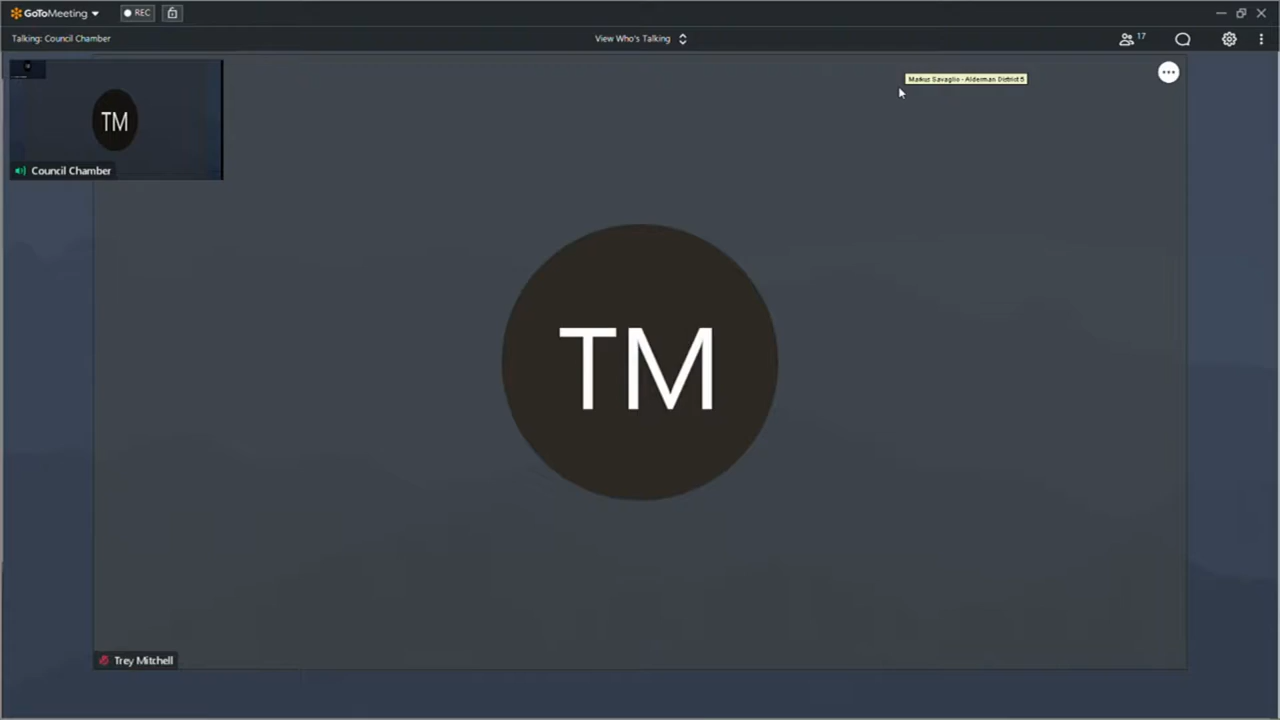 GoToMeeting
REC
Talking: Council Chamber
View Who's Talking
17
Markus Savaglio - Alderman District 5
TM
Council Chamber
TM
Trey Mitchell